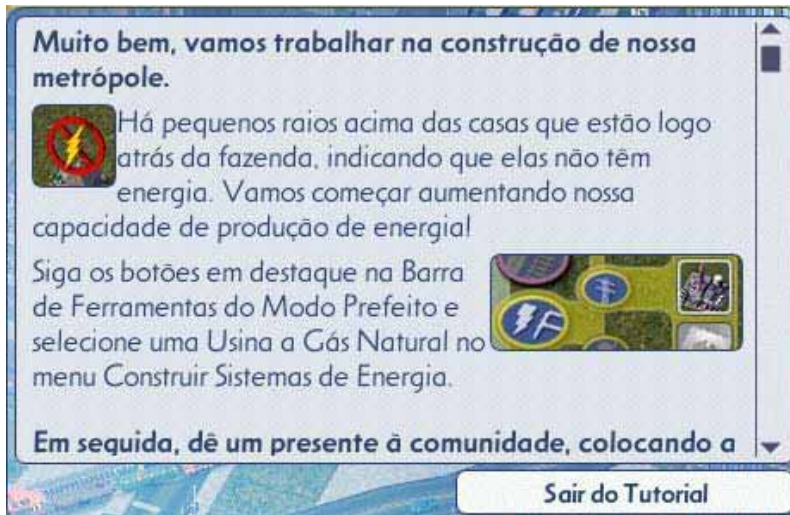 Muito bem, vamos trabalhar na construção de nossa
metrópole.
Há pequenos raios acima das casas que estão logo
atrás da fazenda, indicando que elas não têm
energia. Vamos começar aumentando nossa
capacidade de produção de energia!
Siga os botões em destaque na Barra
de Ferramentas do Modo Prefeito e
selecione uma Usina a Gás Natural no
menu Construir Sistemas de Energia.
Em seguida, dê um presente à comunidade, colocando a
Sair do Tutorial